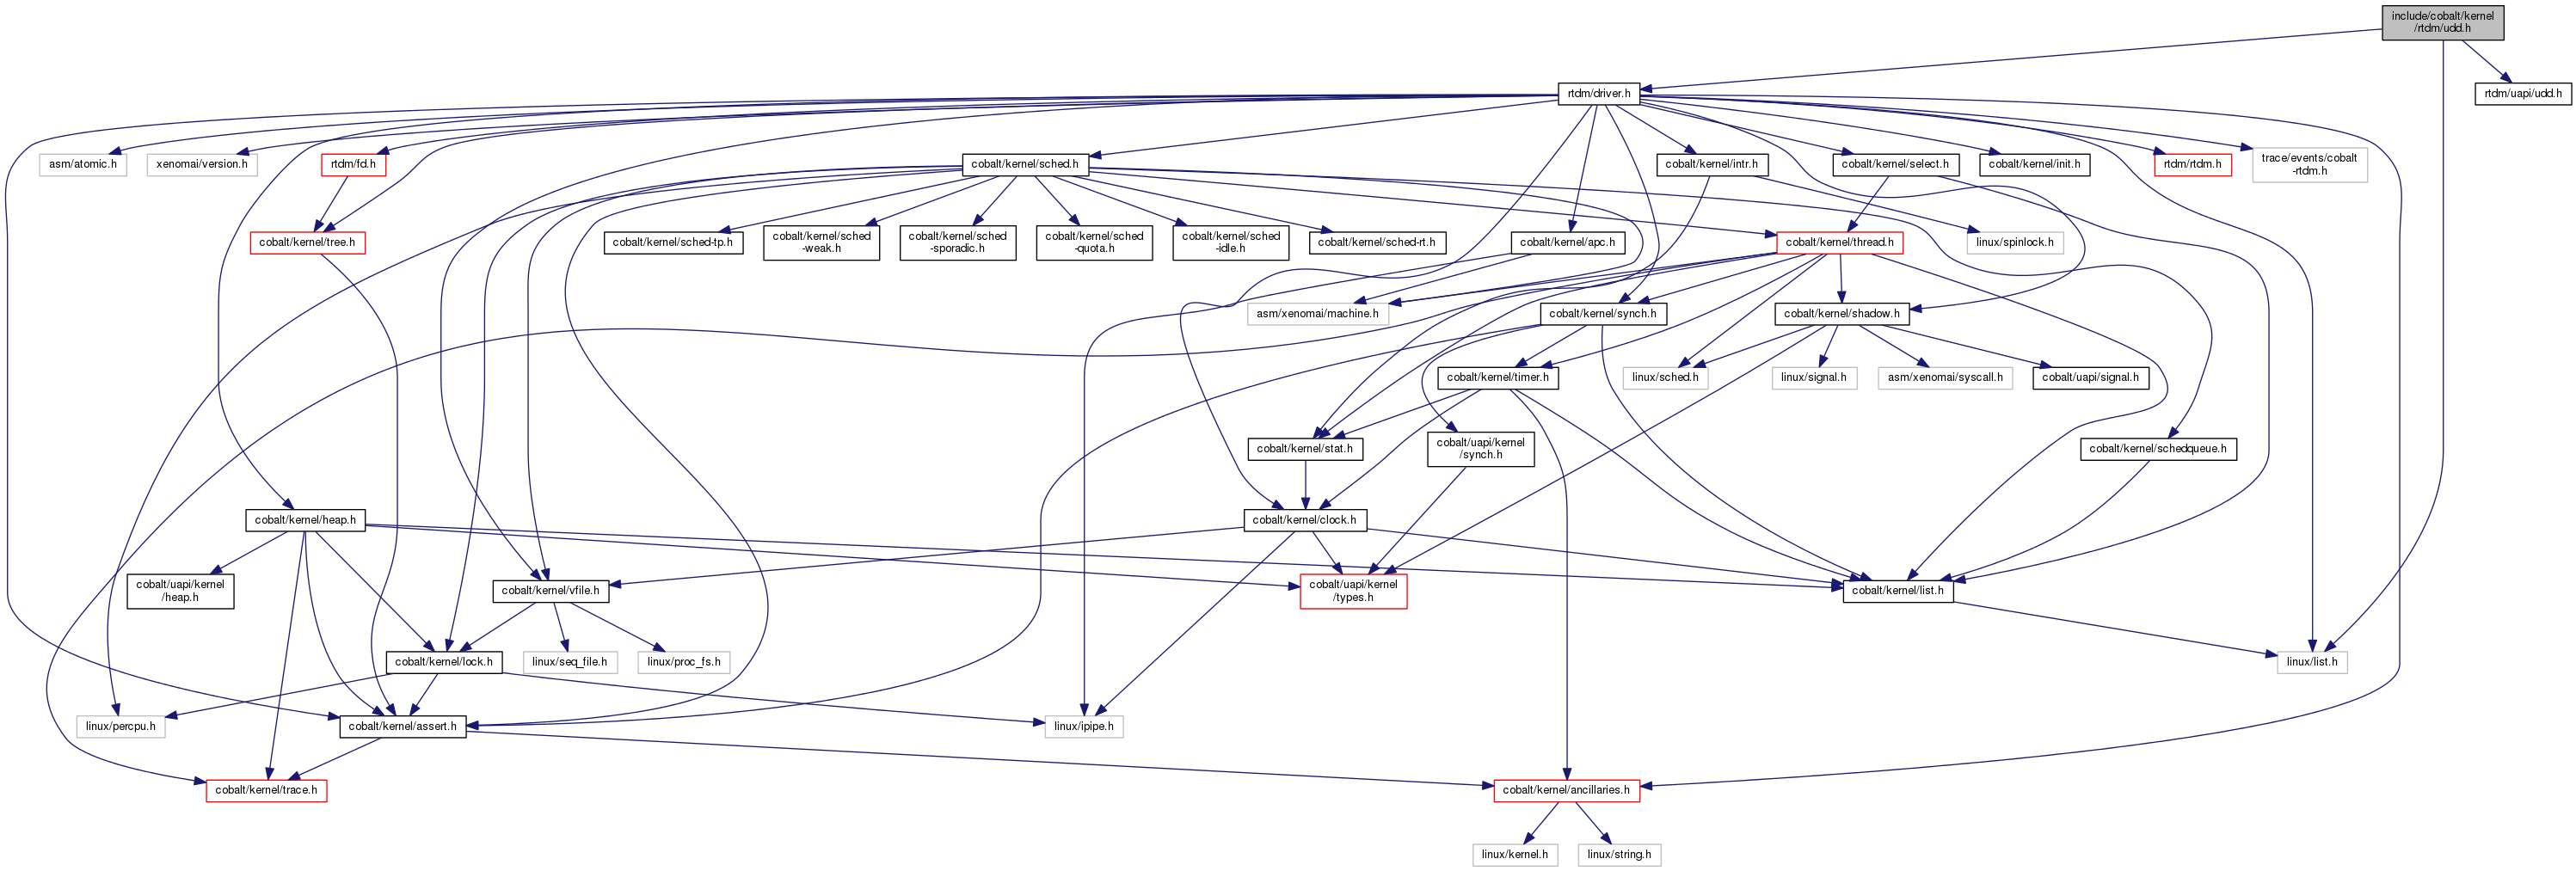 include/cobalt/kernel
/rtdm/udd.h
rtdm/driver.h
rtdm/uapi/udd.h
asm/atomic.h
xenomai/version.h
rtdm/fd.h
cobalt/kernel/sched.h
cobalt/kernel/intr.h
cobalt/kernel/select.h
cobalt/kernel/init.h
rtdm/rtdm.h
trace/events/cobalt
-rtdm.h
cobalt/kernel/tree.h
cobalt/kernel/sched-tp.h
cobalt/kernel/sched
-weak.h
cobalt/kernel/sched
-sporadic.h
cobalt/kernel/sched
-quota.h
cobalt/kernel/sched
-idle.h
cobalt/kernel/sched-rt.h
cobalt/kernel/apc.h
cobalt/kernel/thread.h
linux/spinlock.h
asm/xenomai/machine.h
cobalt/kernel/synch.h
cobalt/kernel/shadow.h
cobalt/kernel/timer.h
linux/sched.h
linux/signal.h
asm/xenomai/syscall.h
cobalt/uapi/signal.h
cobalt/kernel/stat.h
cobalt/uapi/kernel
/synch.h
cobalt/kernel/schedqueue.h
cobalt/kernel/heap.h
cobalt/kernel/clock.h
cobalt/uapi/kernel
/heap.h
cobalt/kernel/vfile.h
cobalt/uapi/kernel
/types.h
cobalt/kernel/list.h
cobalt/kernel/lock.h
linux/seq_file.h
linux/proc_fs.h
linux/list.h
linux/percpu.h
cobalt/kernel/assert.h
linux/ipipe.h
cobalt/kernel/trace.h
cobalt/kernel/ancillaries.h
linux/kernel.h
linux/string.h